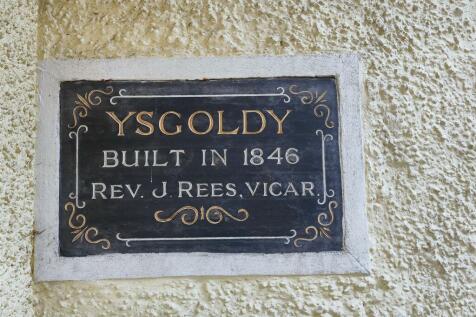 YSGOLDY
BUILT IN 1846
REV. J. REES, VICAR.